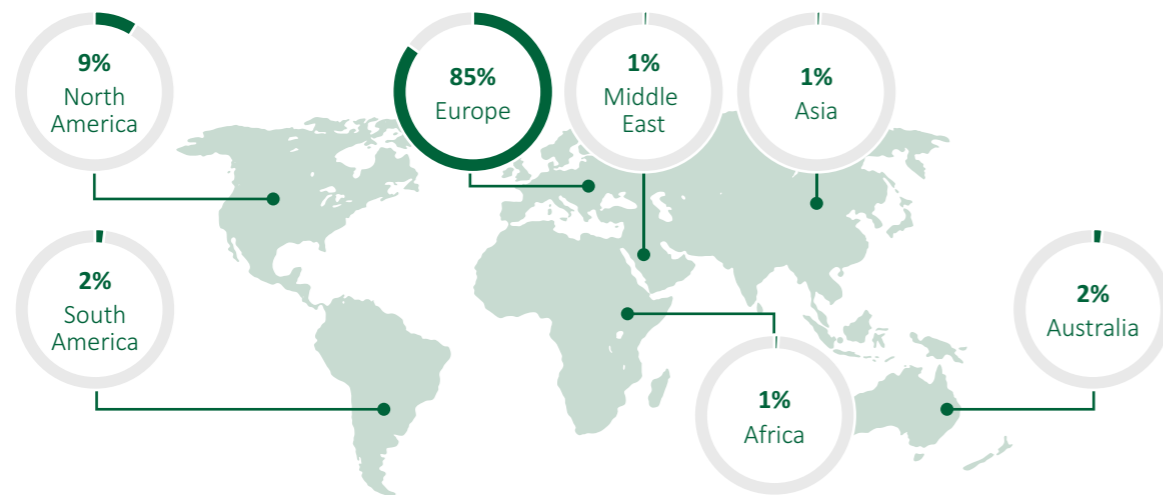 9%
North
America
85%
Europe
1%
Middle
East
1%
Asia
2%
South
America
1%
Africa
2%
Australia